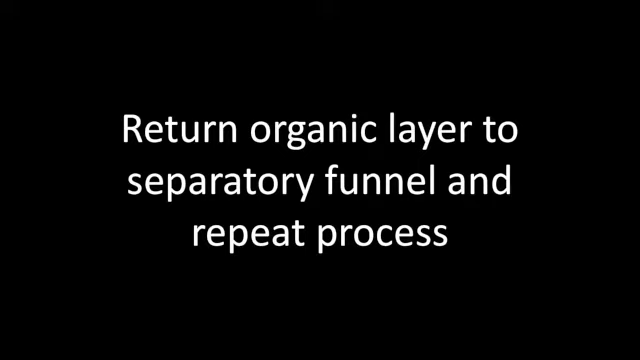 Return organic layer to
separatory funnel and
repeat process